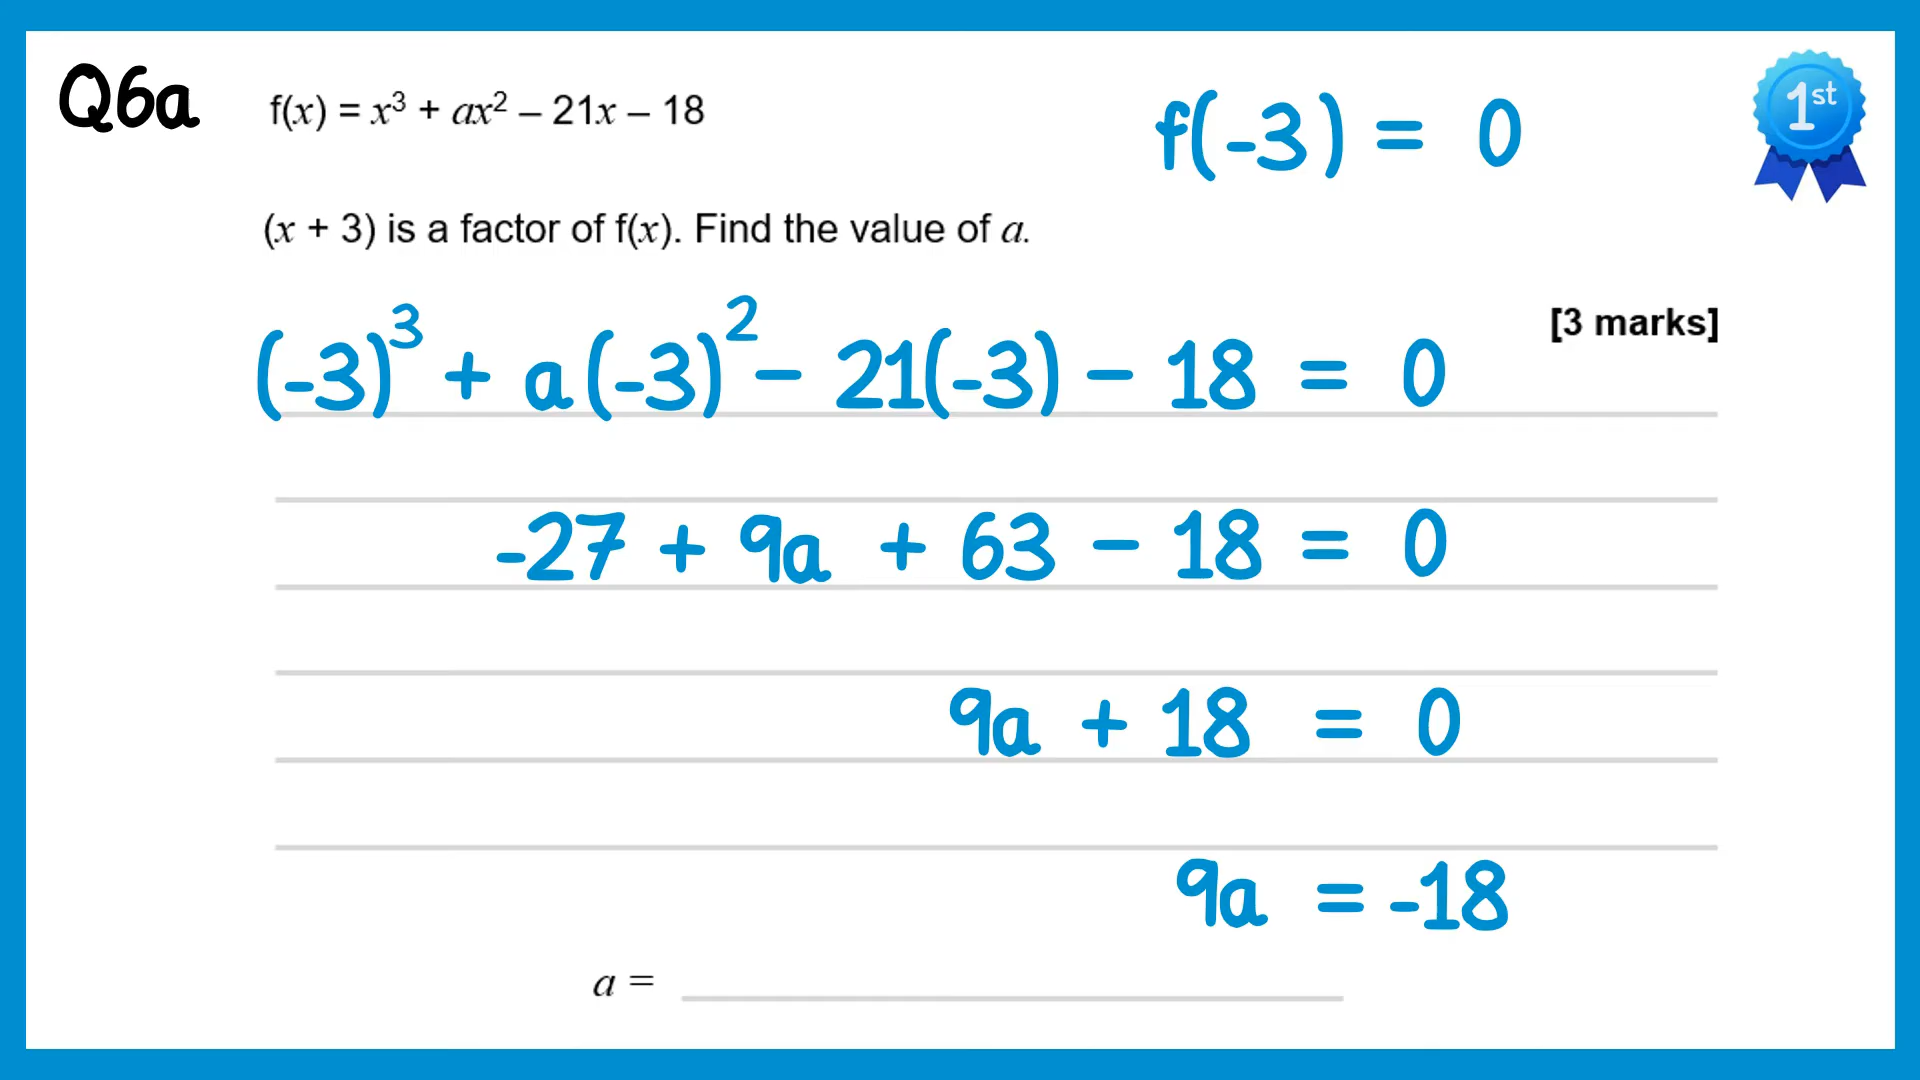 Q6a
f(x) = x³ + ax² – 21x – 18
f(-3) = 0
1st
(x + 3) is a factor of f(x). Find the value of a.
[3 marks]
(-3)³ + a(-3)² – 21(-3) – 18 = 0
-27 + 9a + 63 – 18 = 0
9a + 18 = 0
9a = -18
a =